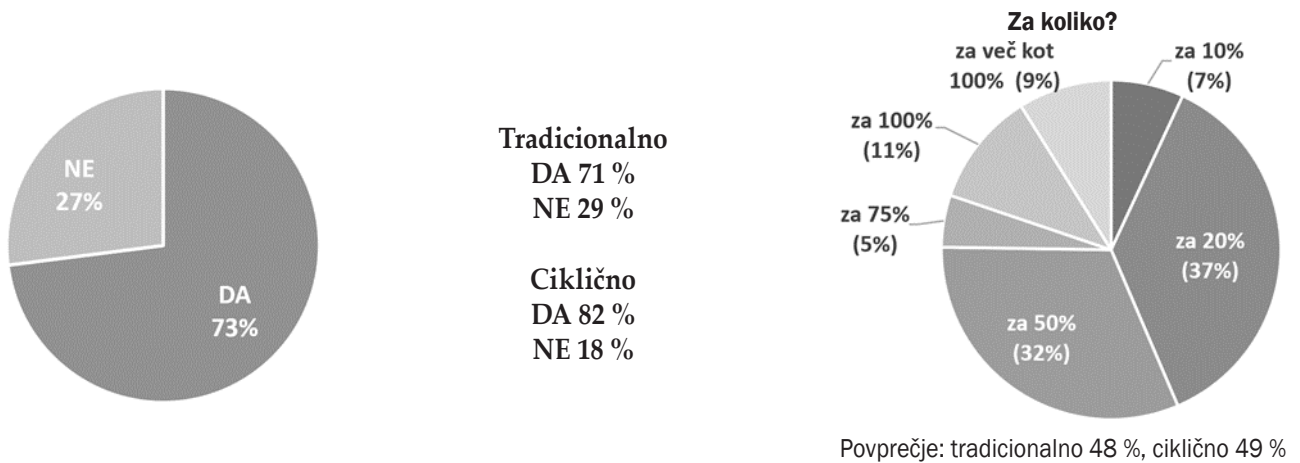 NE
27%
DA
73%
Tradicionalno
DA 71 %
NE 29 %
Ciklično
DA 82 %
NE 18 %
Za koliko?
za več kot
100% (9%)
za 10%
(7%)
za 100%
(11%)
za 75%
(5%)
za 20%
(37%)
za 50%
(32%)
Povprečje: tradicionalno 48 %, ciklično 49 %